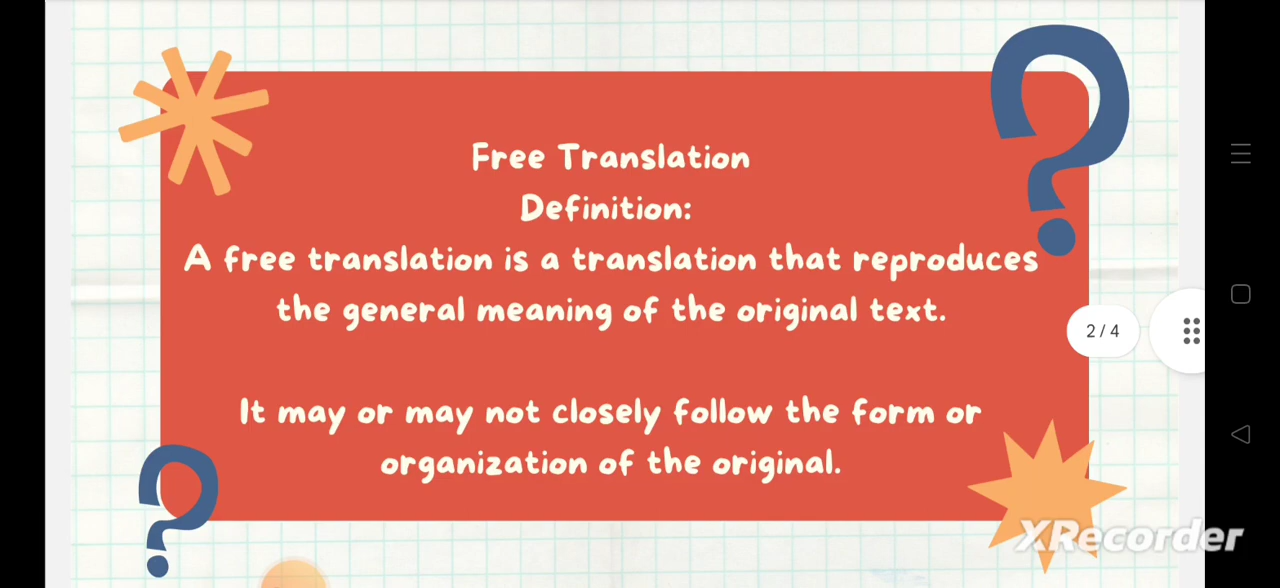 Free Translation
Definition:
A free translation is a translation that reproduces
the general meaning of the original text.
2 / 4
It may or may not closely follow the form or
organization of the original.
XRecorder